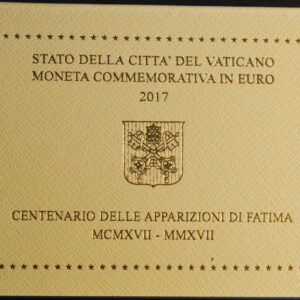 STATO DELLA CITTA' DEL VATICANO
MONETA COMMEMORATIVA IN EURO
2017
CENTENARIO DELLE APPARIZIONI DI FATIMA
MCMXVII - MMXVII